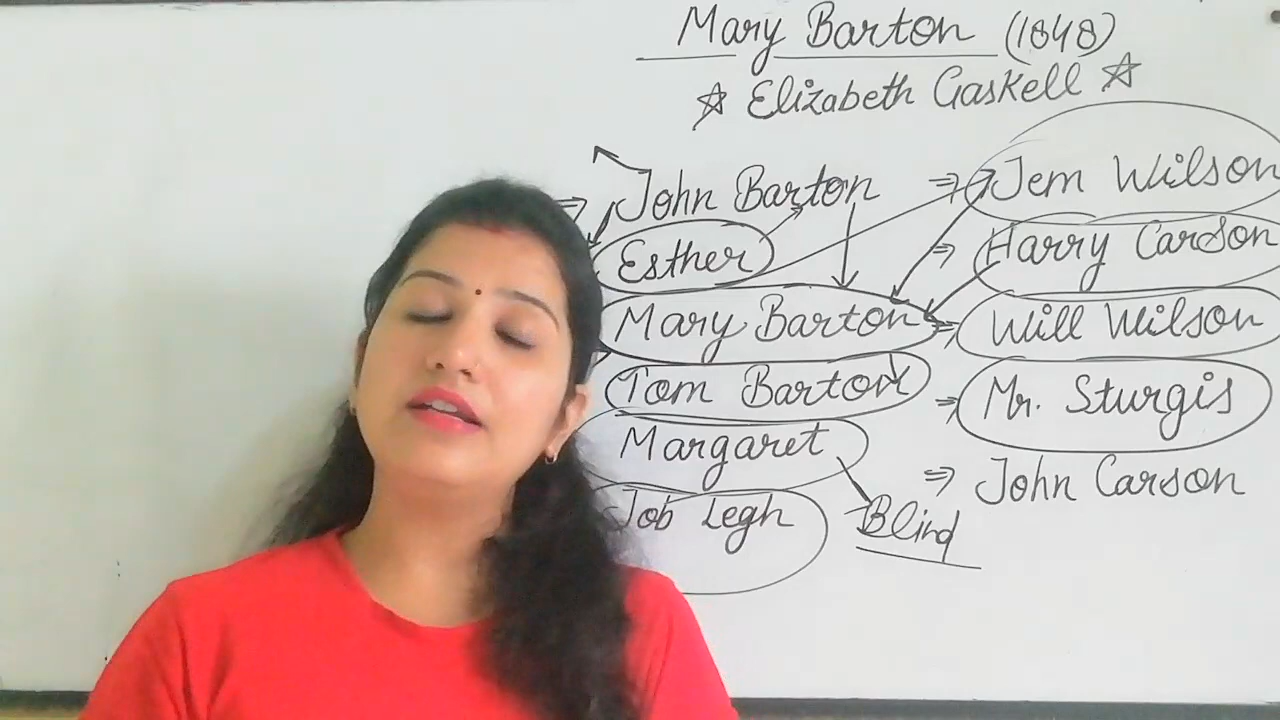 Mary Barton (1848)
☆ Elizabeth Gaskell ☆
⇒ John Barton
Esther
Mary Barton
Tom Barton
Margaret
Job Legh
Blind
⇒ Jem Wilson
⇒ Harry Carson
⇒ Will Wilson
⇒ Mr. Sturgis
⇒ John Carson